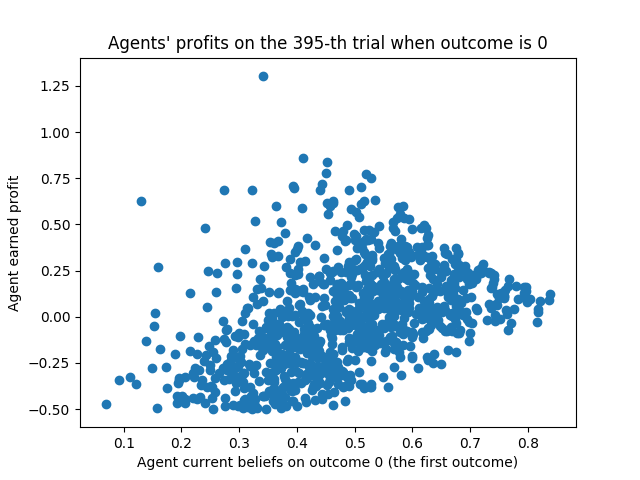 Agents' profits on the 395-th trial when outcome is 0
1.25
1.00
0.75
0.50
0.25
0.00
−0.25
−0.50
Agent earned profit
0.1 0.2 0.3 0.4 0.5 0.6 0.7 0.8
Agent current beliefs on outcome 0 (the first outcome)